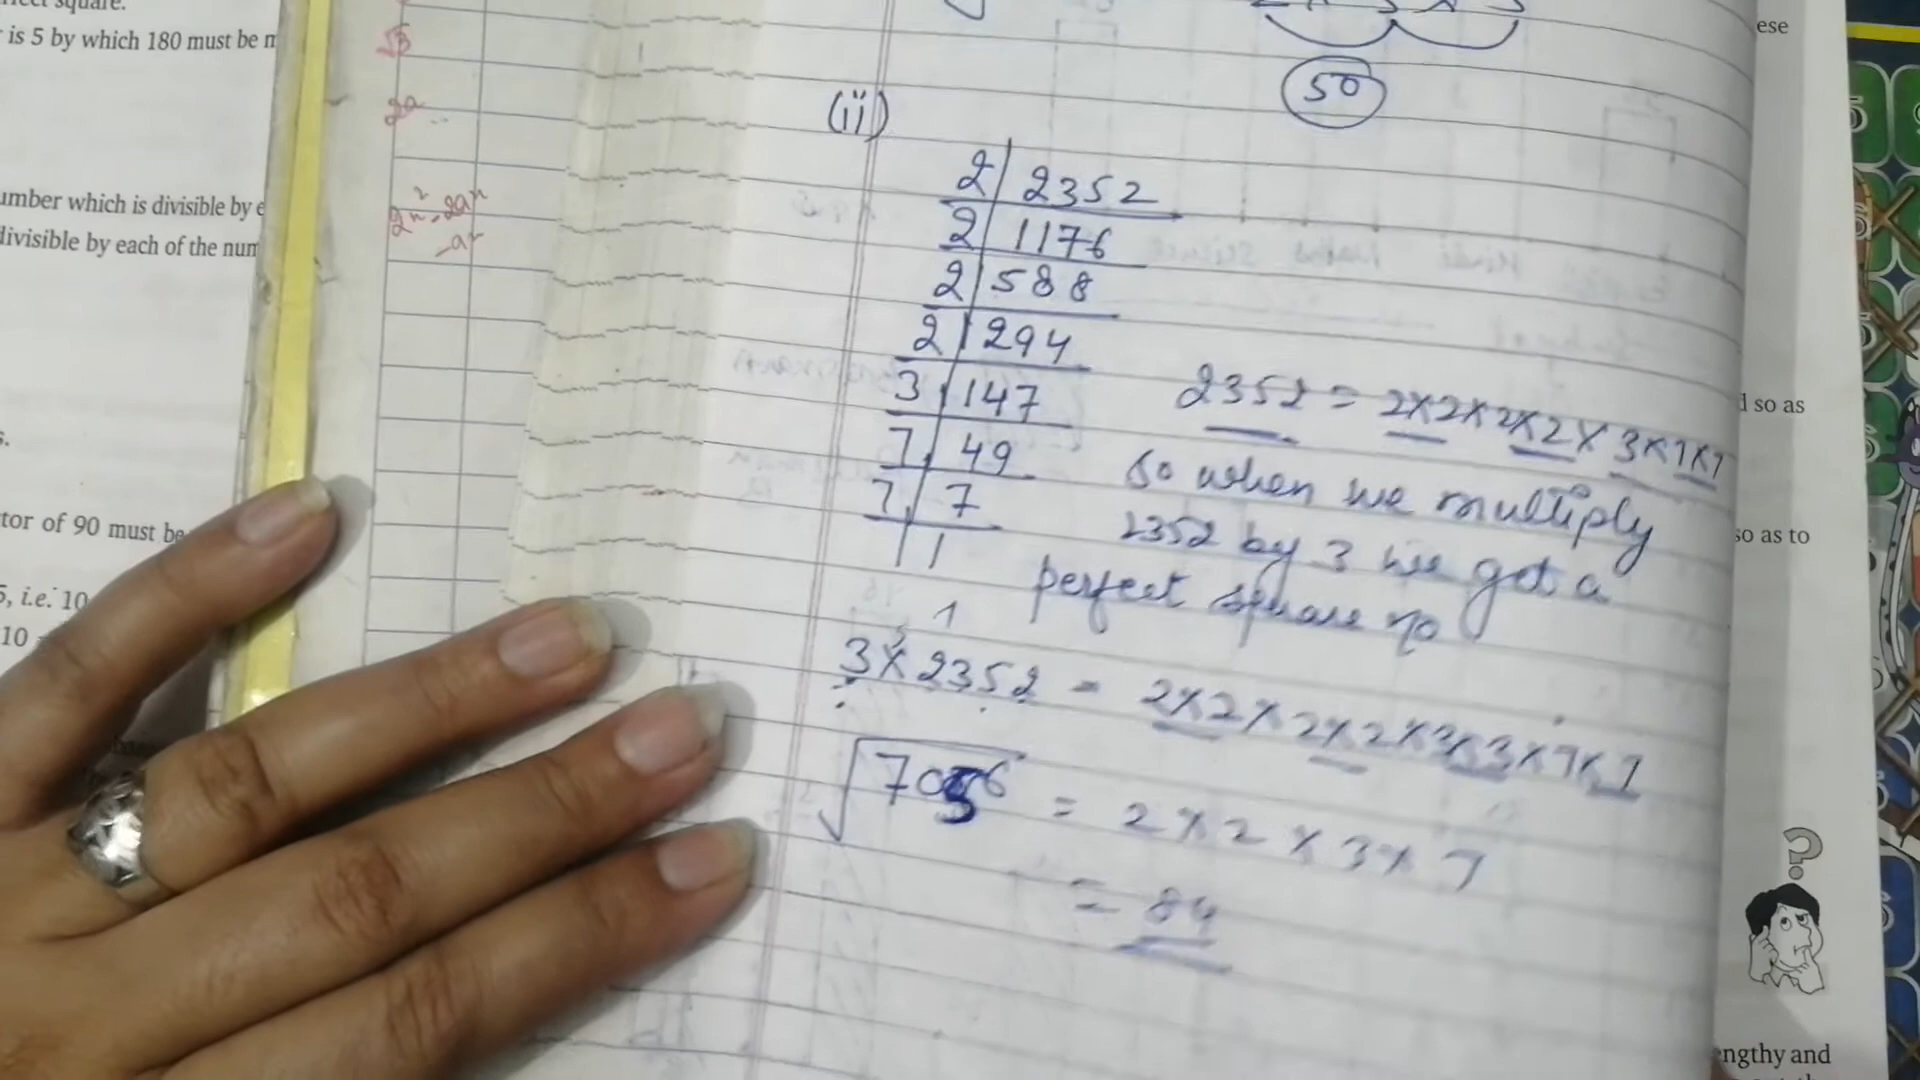 is 5 by which 180 must be
umber which is divisible by
divisible by each of the num
tor of 90 must be
5, i.e. 10
10
50
(ii)
2 | 2352
2 | 1176
2 | 588
2 | 294
3 | 147
7 | 49
7 | 7
| 1
2352 = 2×2×2×2×3×7×7
so when we multiply
2352 by 3 we get a
perfect square no
1
3×2352 = 2×2×2×2×3×3×7×7
√7056 = 2×2×3×7
= 84
ese
d so as
so as to
?
engthy and